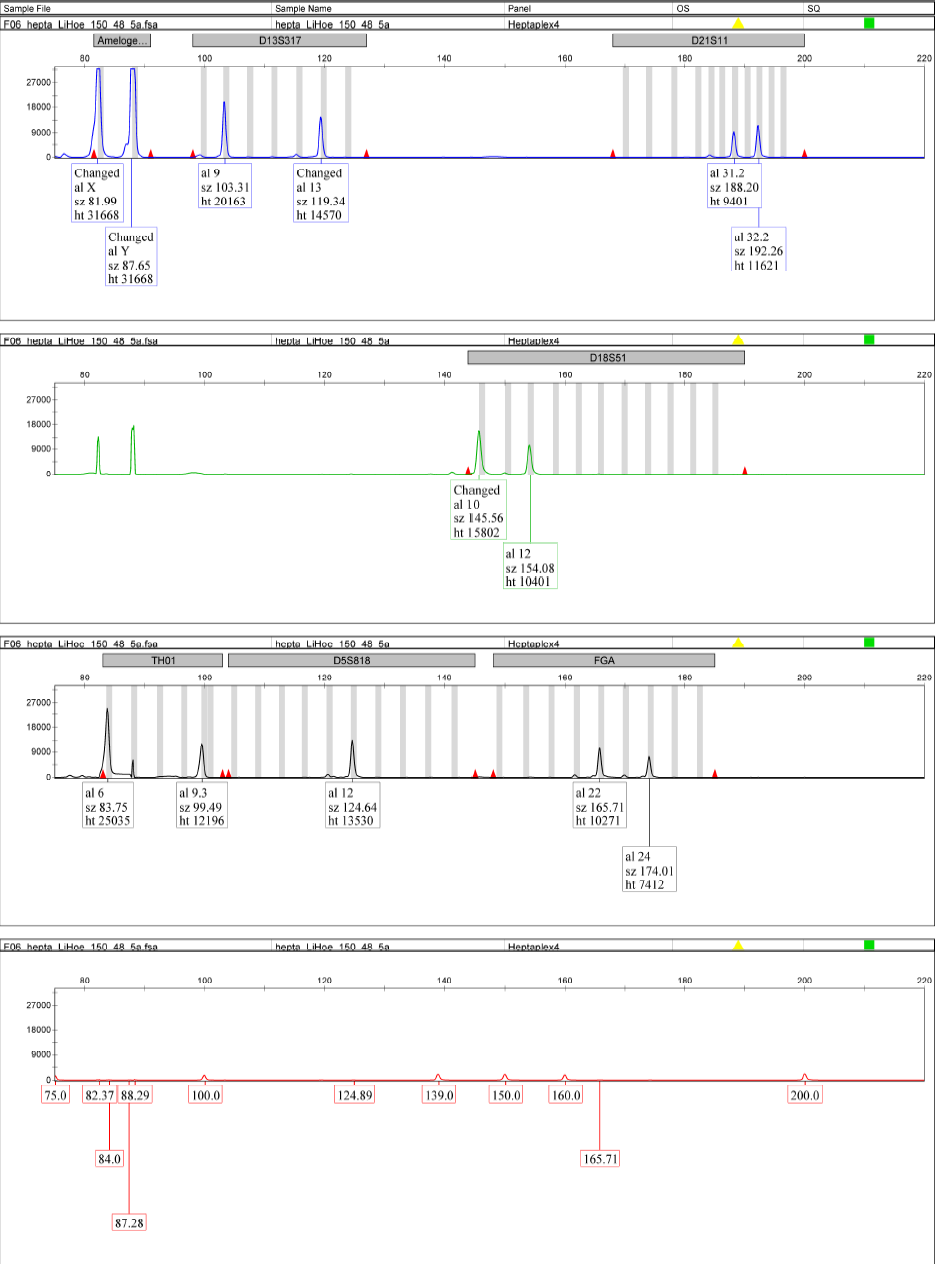 Sample File Sample Name Panel OS SQ
F06_hepta_LiHoe_150_48_5a.fsa hepta_LiHoe_150_48_5a Heptaplex4
Ameloge... D13S317 D21S11
80 100 120 140 160 180 200 220
27000
18000
9000
0
Changed
al X
sz 81.99
ht 31668
Changed
al Y
sz 87.65
ht 31668
al 9
sz 103.31
ht 20163
Changed
al 13
sz 119.34
ht 14570
al 31.2
sz 188.20
ht 9401
al 32.2
sz 192.26
ht 11621
F06_hepta_LiHoe_150_48_5a.fsa hepta_LiHoe_150_48_5a Heptaplex4
D18S51
80 100 120 140 160 180 200 220
27000
18000
9000
0
Changed
al 10
sz 145.56
ht 15802
al 12
sz 154.08
ht 10401
F06_hepta_LiHoe_150_48_5a.fsa hepta_LiHoe_150_48_5a Heptaplex4
TH01 D5S818 FGA
80 100 120 140 160 180 200 220
27000
18000
9000
0
al 6
sz 83.75
ht 25035
al 9.3
sz 99.49
ht 12196
al 12
sz 124.64
ht 13530
al 22
sz 165.71
ht 10271
al 24
sz 174.01
ht 7412
F06_hepta_LiHoe_150_48_5a.fsa hepta_LiHoe_150_48_5a Heptaplex4
80 100 120 140 160 180 200 220
27000
18000
9000
0
75.0 82.37 88.29 100.0 124.89 139.0 150.0 160.0 200.0
84.0 165.71
87.28